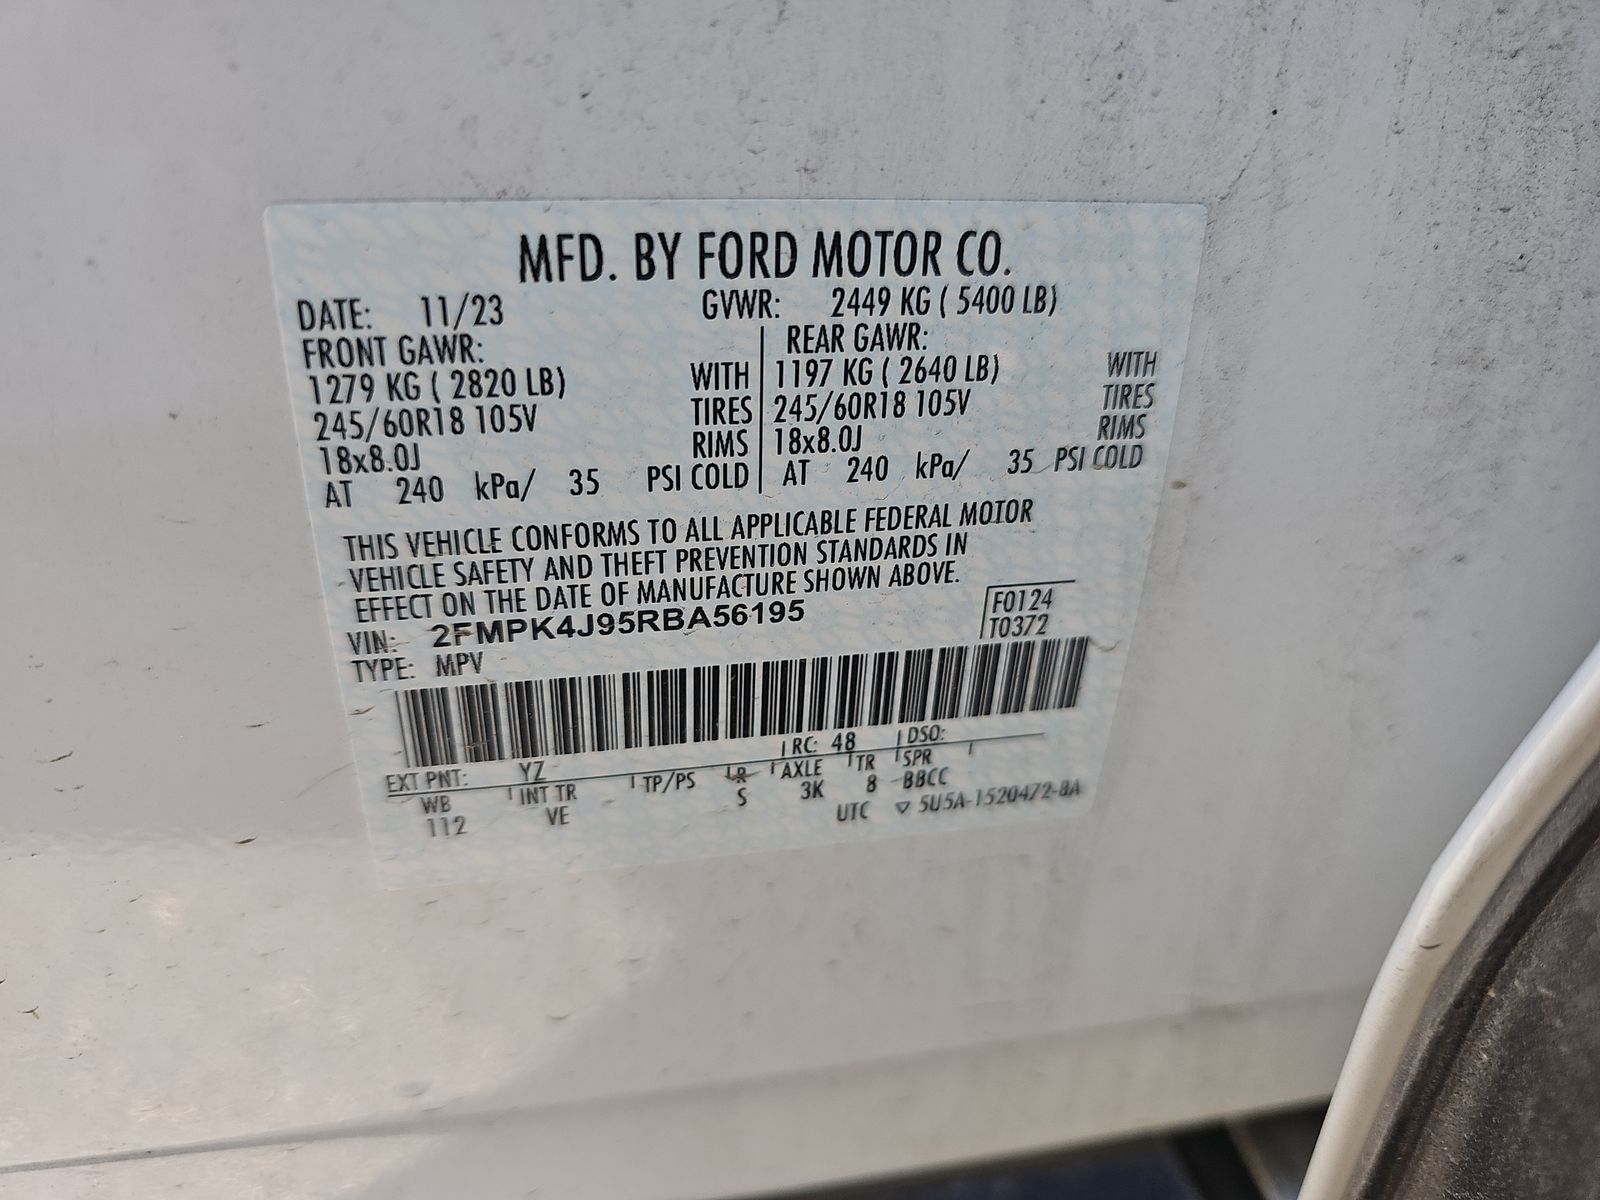 MFD. BY FORD MOTOR CO.
DATE: 11/23 GVWR: 2449 KG ( 5400 LB)
FRONT GAWR: REAR GAWR:
1279 KG ( 2820 LB) WITH 1197 KG ( 2640 LB) WITH
245/60R18 105V TIRES 245/60R18 105V TIRES
18x8.0J RIMS 18x8.0J RIMS
AT 240 kPa/ 35 PSI COLD AT 240 kPa/ 35 PSI COLD
THIS VEHICLE CONFORMS TO ALL APPLICABLE FEDERAL MOTOR
VEHICLE SAFETY AND THEFT PREVENTION STANDARDS IN
EFFECT ON THE DATE OF MANUFACTURE SHOWN ABOVE.
VIN: 2FMPK4J95RBA56195 F0124
TYPE: MPV T0372
EXT PNT: YZ RC: 48 DSO:
WB INT TR TP/PS R AXLE TR SPR
112 VE S 3K 8 BBCC
UTC ▽ 5U5A-1520472-BA